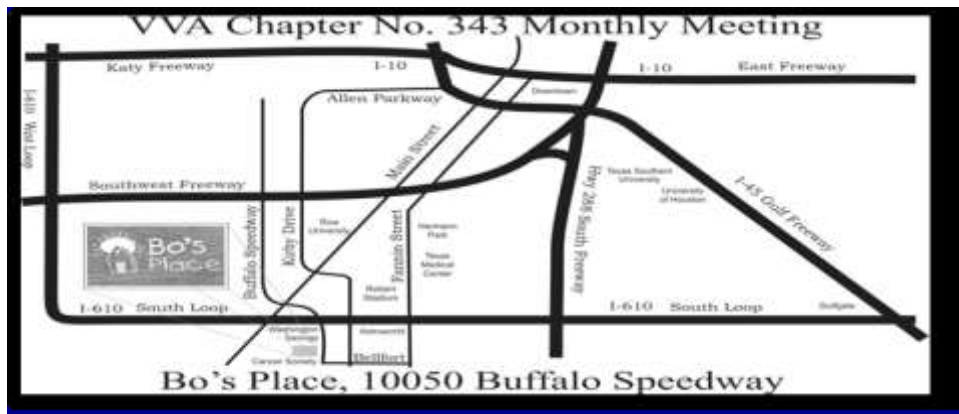 VVA Chapter No. 343 Monthly Meeting
Katy Freeway
I-10
I-10
East Freeway
Downtown
Allen Parkway
I-610 West Loop
Main Street
Southwest Freeway
Texas Southern
University
University
of Houston
I-45 Gulf Freeway
Hwy 288 South Freeway
Buffalo Speedway
Kirby Drive
Rice
University
Fannin Street
Hermann
Park
Texas
Medical
Center
Bo's
Place
Reliant
Stadium
I-610 South Loop
I-610 South Loop
Gulfgate
Cancer Society
Bellfort
Bo's Place, 10050 Buffalo Speedway